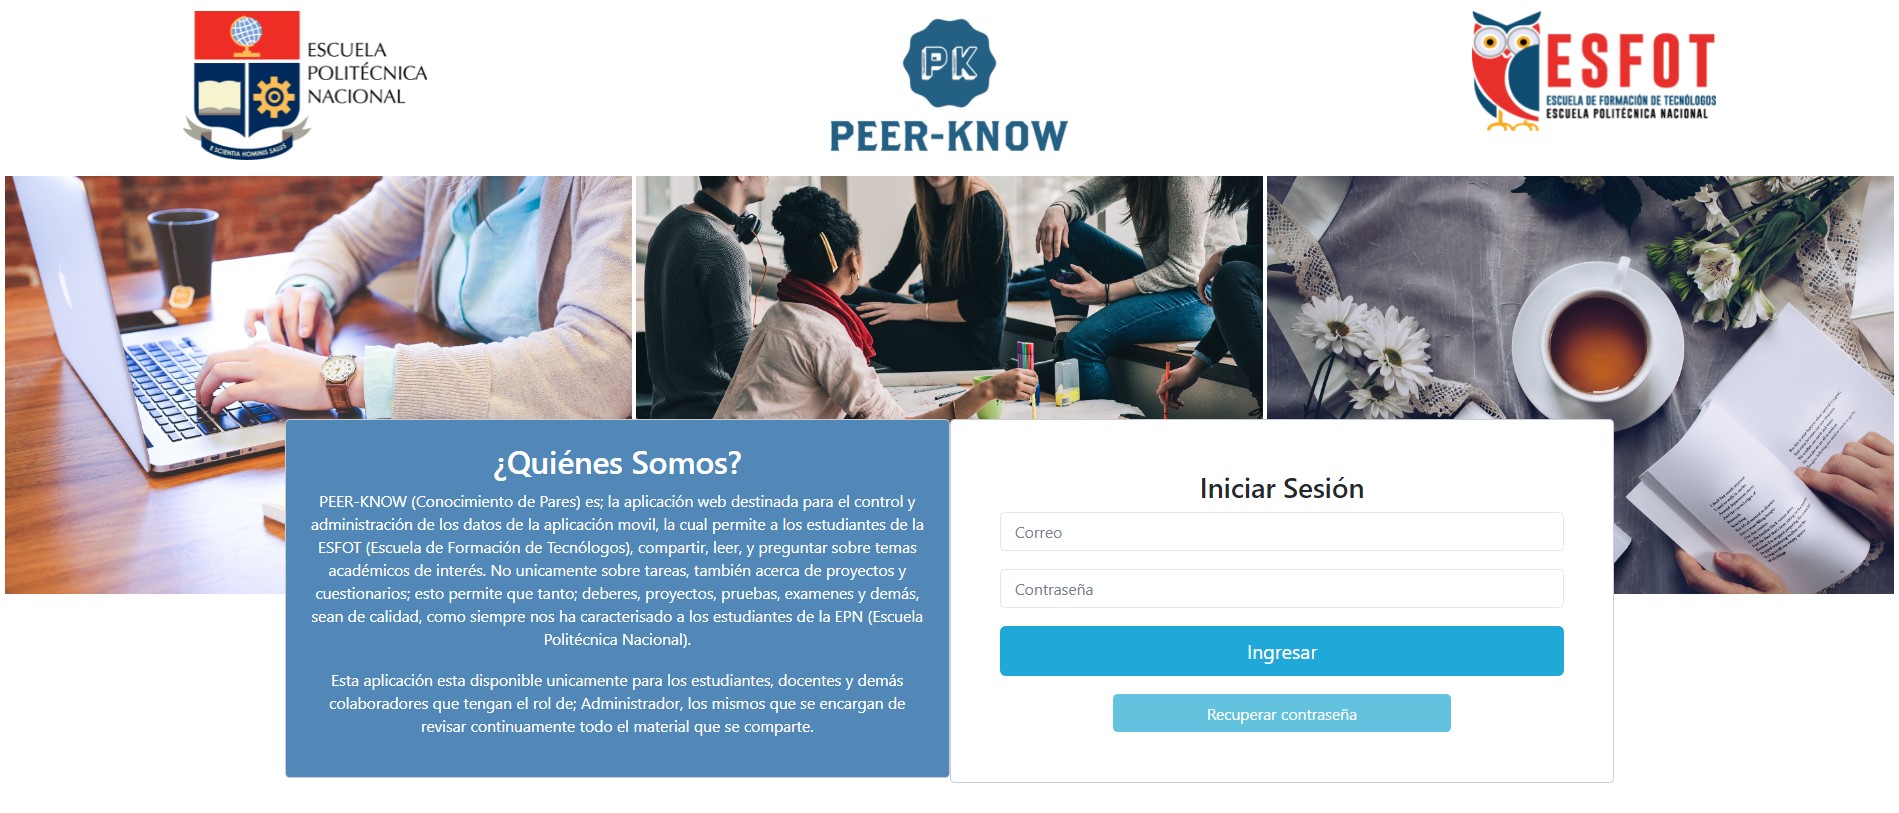 ESCUELA
POLITÉCNICA
NACIONAL
E SCIENTIA HOMINIS SALUS
PK
PEER-KNOW
ESFOT
ESCUELA DE FORMACIÓN DE TECNÓLOGOS
ESCUELA POLITÉCNICA NACIONAL
¿Quiénes Somos?
PEER-KNOW (Conocimiento de Pares) es; la aplicación web destinada para el control y
administración de los datos de la aplicación movil, la cual permite a los estudiantes de la
ESFOT (Escuela de Formación de Tecnólogos), compartir, leer, y preguntar sobre temas
académicos de interés. No unicamente sobre tareas, también acerca de proyectos y
cuestionarios; esto permite que tanto; deberes, proyectos, pruebas, examenes y demás,
sean de calidad, como siempre nos ha caracterisado a los estudiantes de la EPN (Escuela
Politécnica Nacional).
Esta aplicación esta disponible unicamente para los estudiantes, docentes y demás
colaboradores que tengan el rol de; Administrador, los mismos que se encargan de
revisar continuamente todo el material que se comparte.
Iniciar Sesión
Correo
Contraseña
Ingresar
Recuperar contraseña